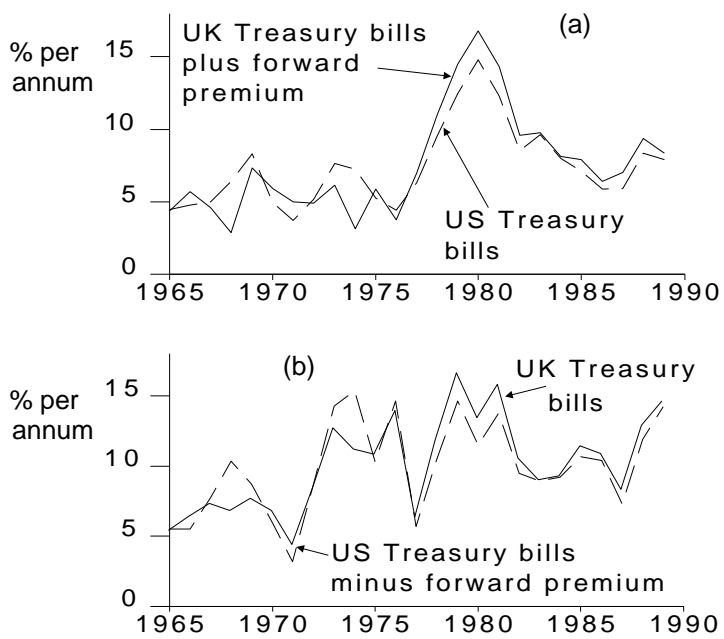 (a)
UK Treasury bills
plus forward
premium
% per
annum
15
10
5
0
US Treasury
bills
1965 1970 1975 1980 1985 1990
(b)
UK Treasury
bills
% per
annum
15
10
5
0
US Treasury bills
minus forward premium
1965 1970 1975 1980 1985 1990